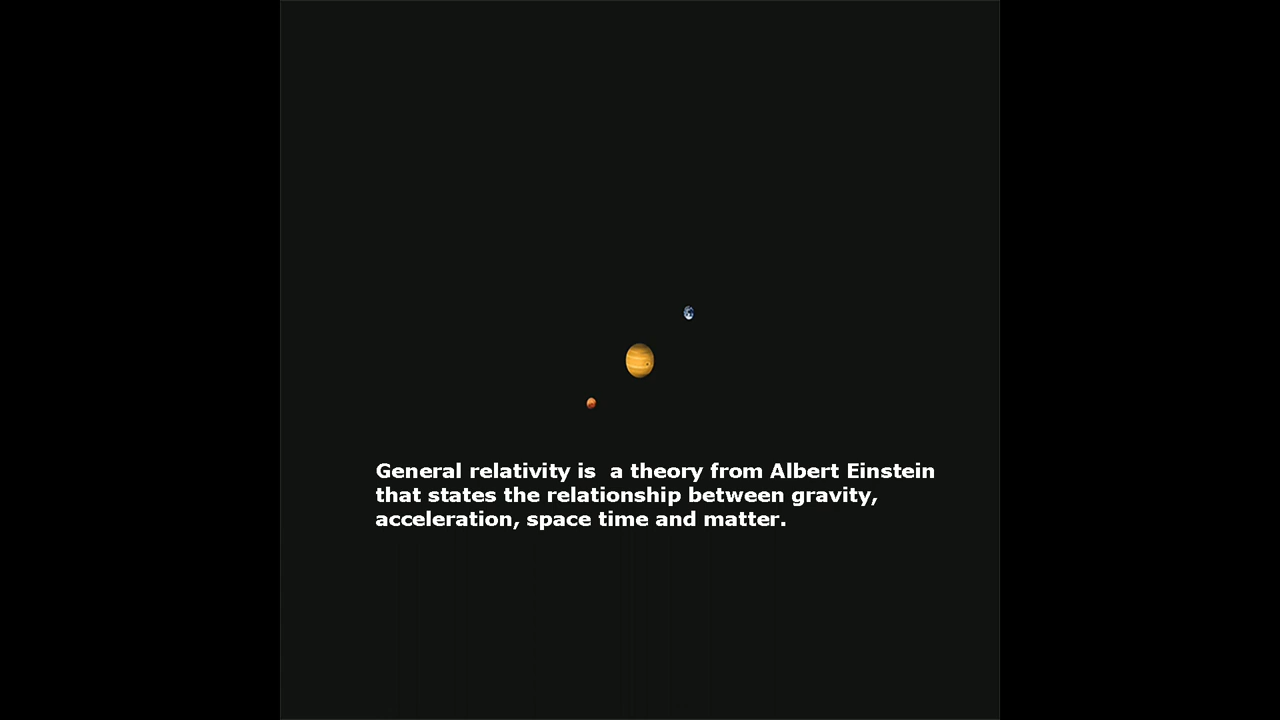 General relativity is  a theory from Albert Einstein
that states the relationship between gravity,
acceleration, space time and matter.